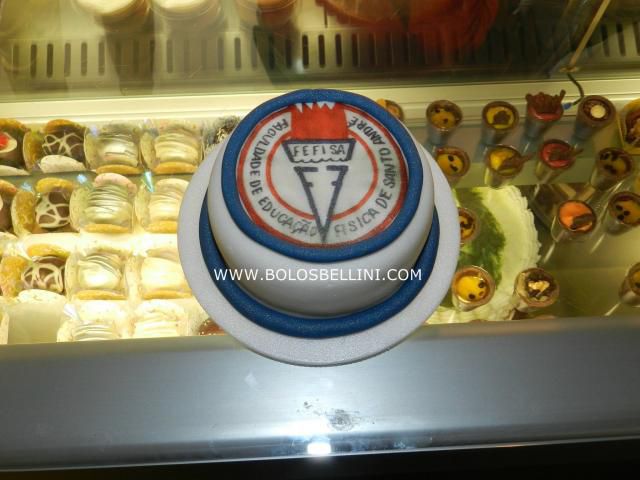 FACULDADE DE EDUCAÇÃO FÍSICA DE SANTO ANDRÉ
FEFISA
WWW.BOLOSBELLINI.COM